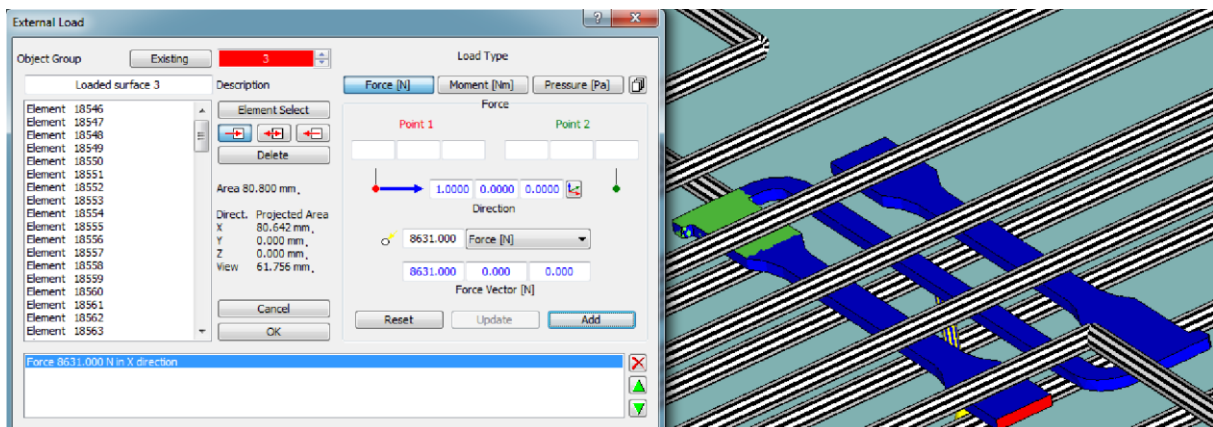 External Load
Object Group
Existing
3
Loaded surface 3
Description
Element 18546
Element 18547
Element 18548
Element 18549
Element 18550
Element 18551
Element 18552
Element 18553
Element 18554
Element 18555
Element 18556
Element 18557
Element 18558
Element 18559
Element 18560
Element 18561
Element 18562
Element 18563
Element Select
Delete
Area 80.800 mm
Direct. Projected Area
X 80.642 mm
Y 0.000 mm
Z 0.000 mm
View 61.756 mm
Cancel
OK
Load Type
Force [N] Moment [Nm] Pressure [Pa]
Force
Point 1 Point 2
1.0000 0.0000 0.0000
Direction
8631.000 Force [N]
8631.000 0.000 0.000
Force Vector [N]
Reset Update Add
Force 8631.000 N in X direction